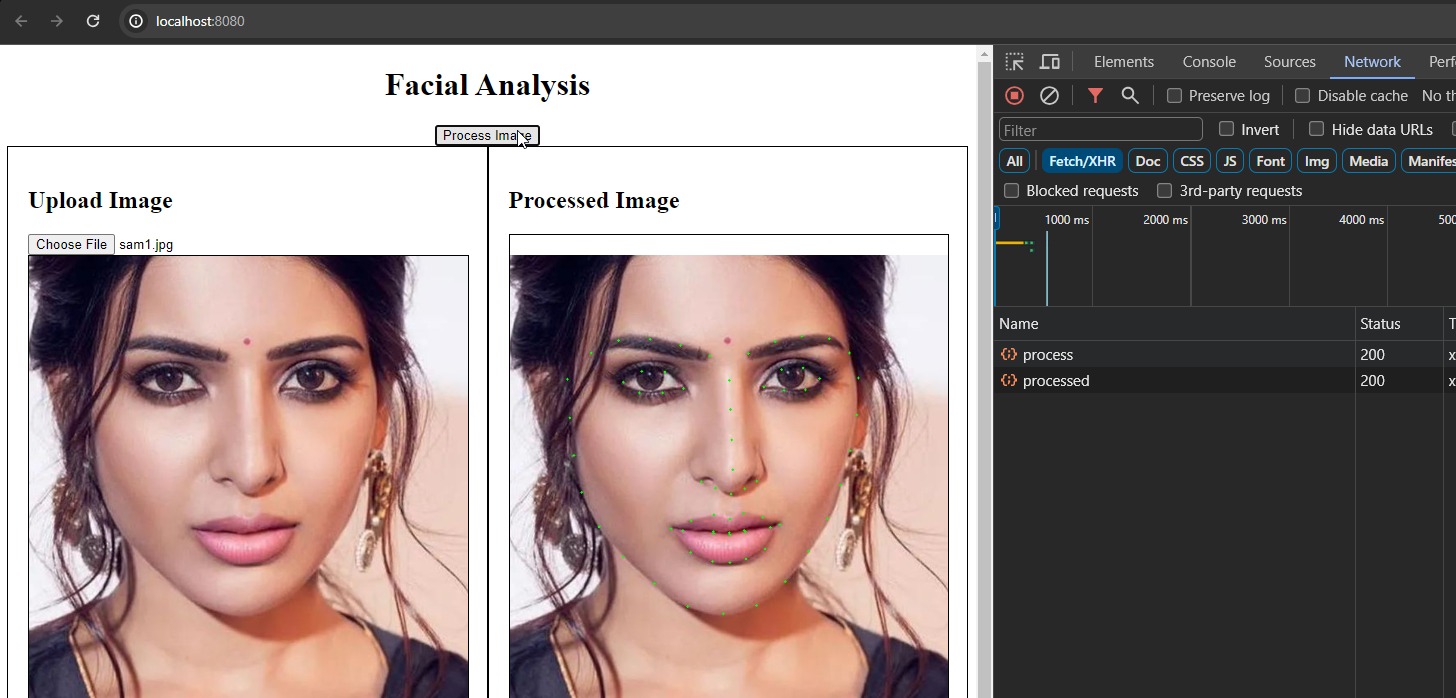 localhost:8080
Facial Analysis
Process Image
Upload Image
Choose File sam1.jpg
Processed Image
Elements Console Sources Network Perf
Preserve log Disable cache No th
Filter Invert Hide data URLs
All Fetch/XHR Doc CSS JS Font Img Media Manifes
Blocked requests 3rd-party requests
1000 ms 2000 ms 3000 ms 4000 ms 500
Name Status T
process 200 x
processed 200 x